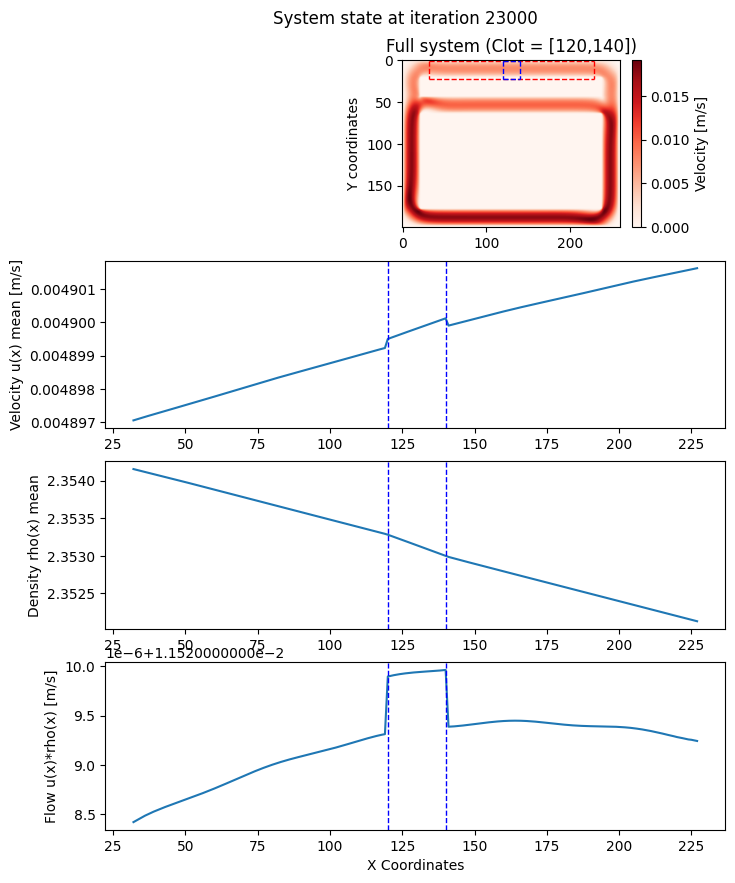 System state at iteration 23000
Full system (Clot = [120,140])
0
50
100
150
Y coordinates
0 100 200
0.015
0.010
0.005
0.000
Velocity [m/s]
0.004901
0.004900
0.004899
0.004898
0.004897
Velocity u(x) mean [m/s]
25 50 75 100 125 150 175 200 225
2.3540
2.3535
2.3530
2.3525
Density rho(x) mean
25 50 75 100 125 150 175 200 225
1e-6+1.1520000000e-2
10.0
9.5
9.0
8.5
Flow u(x)*rho(x) [m/s]
25 50 75 100 125 150 175 200 225
X Coordinates